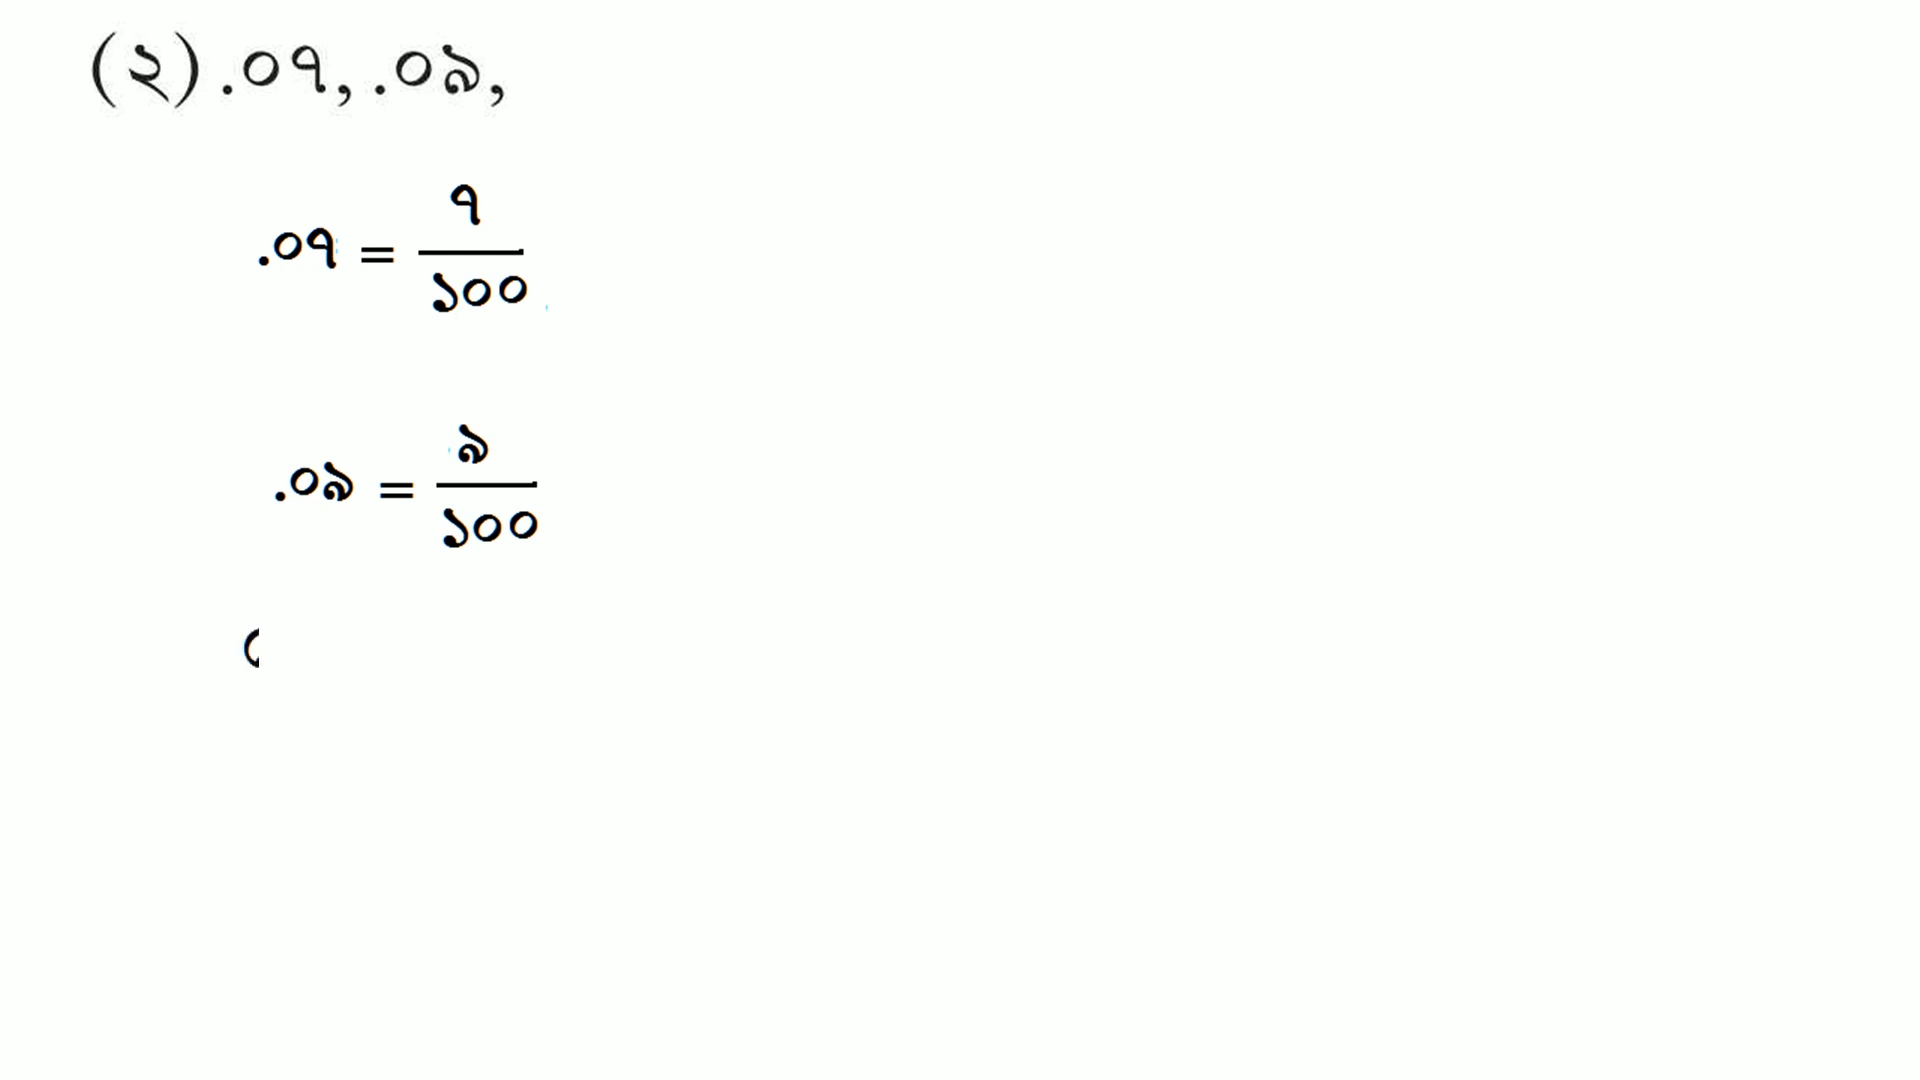 (২) .০৭, .০৯,
.০৭ = ৭/১০০
.০৯ = ৯/১০০